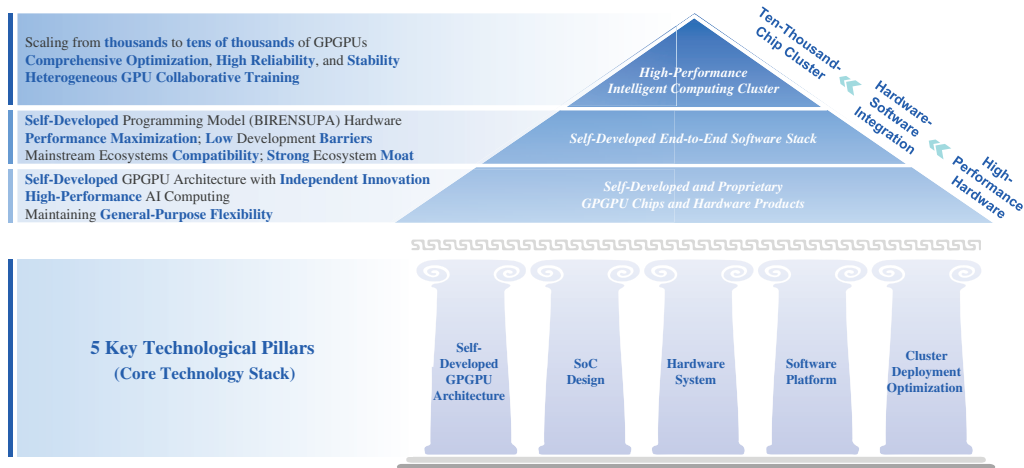 Scaling from thousands to tens of thousands of GPGPUs
Comprehensive Optimization, High Reliability, and Stability
Heterogeneous GPU Collaborative Training
High-Performance
Intelligent Computing Cluster
Ten-Thousand-
Chip Cluster
Self-Developed Programming Model (BIRENSUPA) Hardware
Performance Maximization; Low Development Barriers
Mainstream Ecosystems Compatibility; Strong Ecosystem Moat
Self-Developed End-to-End Software Stack
Hardware-
Software
Integration
Self-Developed GPGPU Architecture with Independent Innovation
High-Performance AI Computing
Maintaining General-Purpose Flexibility
Self-Developed and Proprietary
GPGPU Chips and Hardware Products
High-
Performance
Hardware
5 Key Technological Pillars
(Core Technology Stack)
Self-
Developed
GPGPU
Architecture
SoC
Design
Hardware
System
Software
Platform
Cluster
Deployment
Optimization